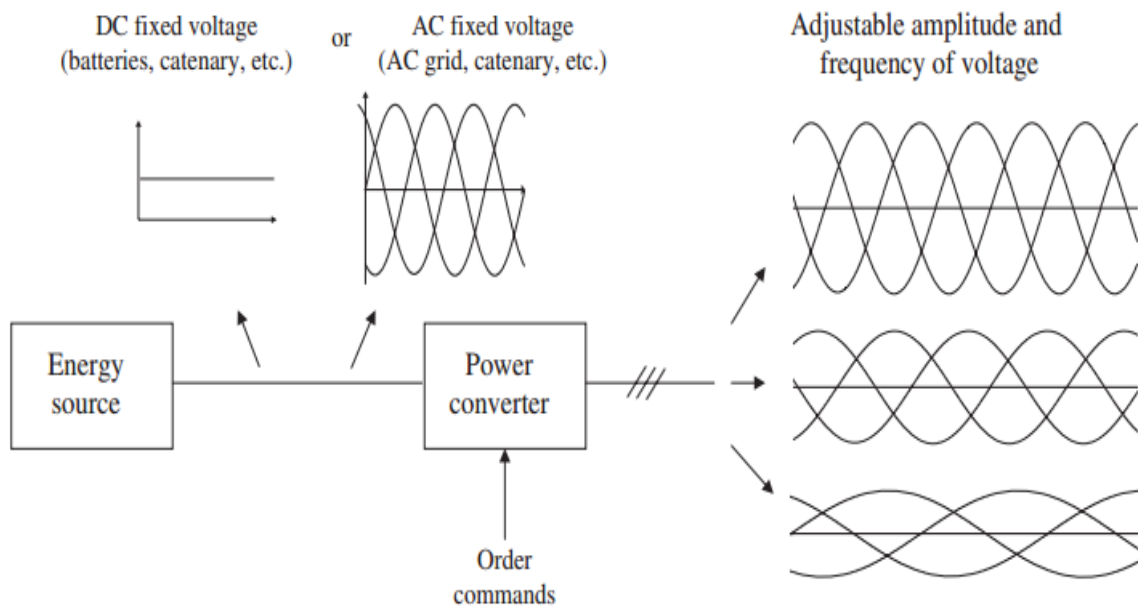 DC fixed voltage
(batteries, catenary, etc.)
or
AC fixed voltage
(AC grid, catenary, etc.)
Adjustable amplitude and
frequency of voltage
Energy
source
Power
converter
Order
commands